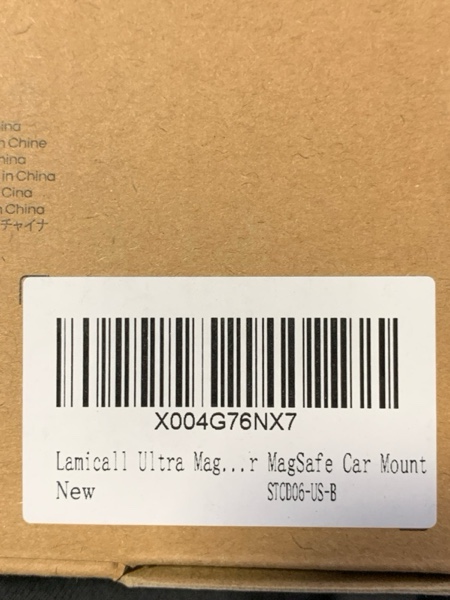 ina
n Chine
hina
in China
Cina
n China
チャイナ
X004G76NX7
Lamicall Ultra Mag...r MagSafe Car Mount
New STCD06-US-B